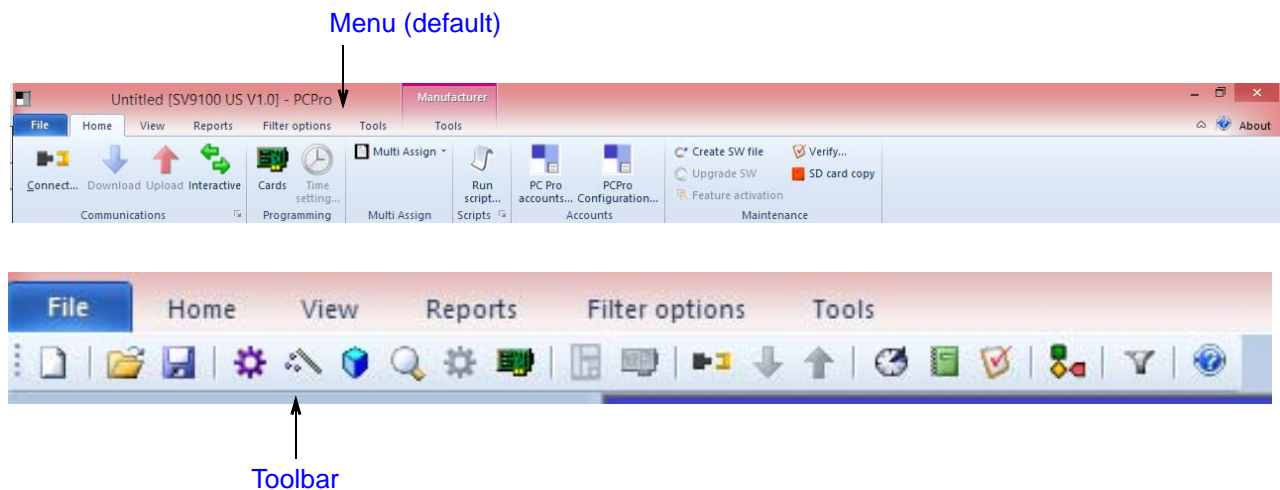 Menu (default)
Untitled [SV9100 US V1.0] - PCPro Manufacturer
File Home View Reports Filter options Tools Tools About
Multi Assign Create SW file Verify...
Upgrade SW SD card copy
Connect... Download Upload Interactive Cards Time setting... Run script... PC Pro accounts... PCPro Configuration... Feature activation
Communications Programming Multi Assign Scripts Accounts Maintenance
File Home View Reports Filter options Tools
Toolbar